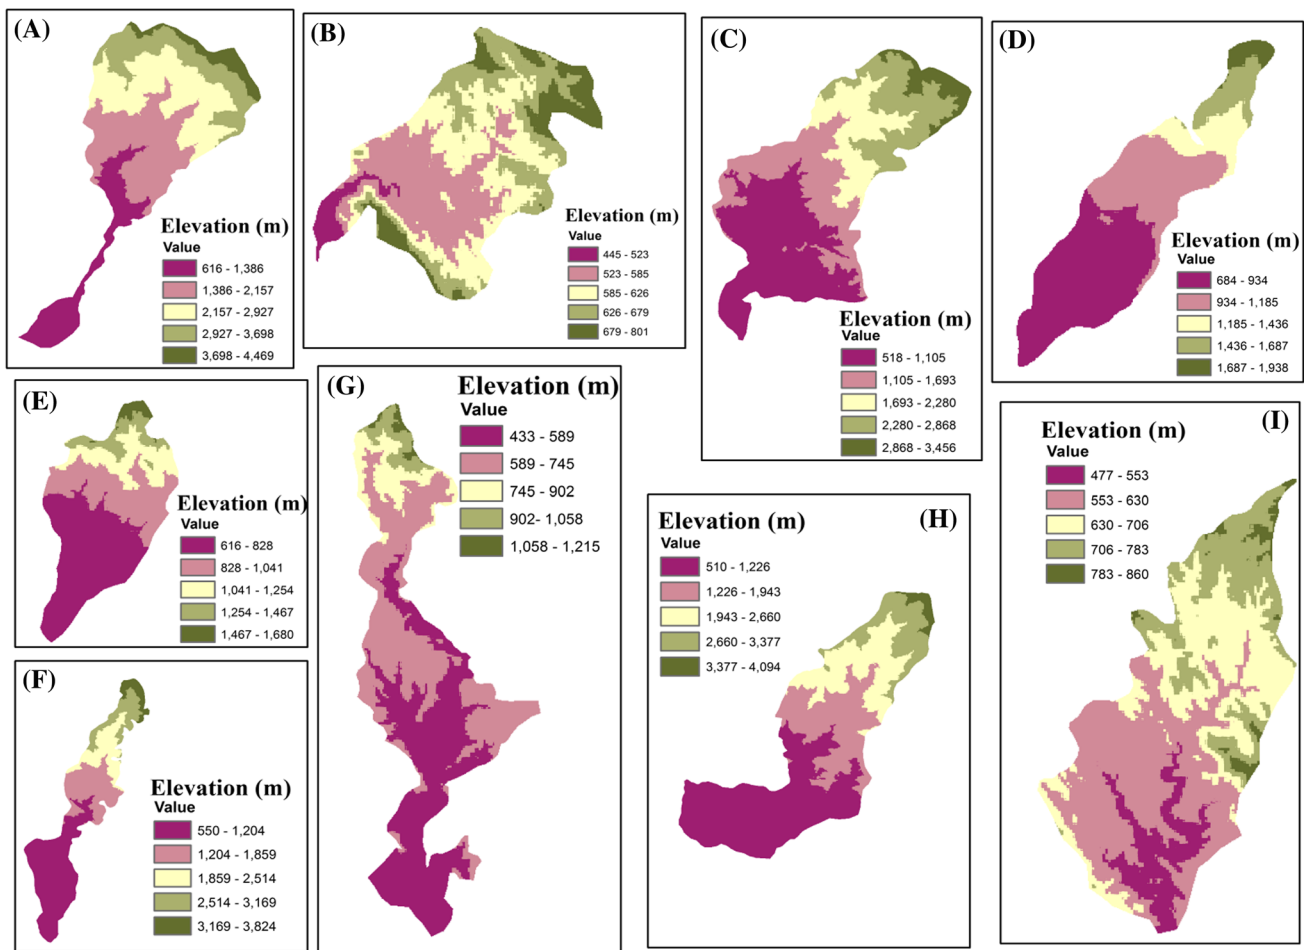 (A)
Elevation (m)
Value
616 - 1,386
1,386 - 2,157
2,157 - 2,927
2,927 - 3,698
3,698 - 4,469
(B)
Elevation (m)
Value
445 - 523
523 - 585
585 - 626
626 - 679
679 - 801
(C)
Elevation (m)
Value
518 - 1,105
1,105 - 1,693
1,693 - 2,280
2,280 - 2,868
2,868 - 3,456
(D)
Elevation (m)
Value
684 - 934
934 - 1,185
1,185 - 1,436
1,436 - 1,687
1,687 - 1,938
(E)
Elevation (m)
Value
616 - 828
828 - 1,041
1,041 - 1,254
1,254 - 1,467
1,467 - 1,680
(F)
Elevation (m)
Value
550 - 1,204
1,204 - 1,859
1,859 - 2,514
2,514 - 3,169
3,169 - 3,824
(G)
Elevation (m)
Value
433 - 589
589 - 745
745 - 902
902- 1,058
1,058 - 1,215
(H)
Elevation (m)
Value
510 - 1,226
1,226 - 1,943
1,943 - 2,660
2,660 - 3,377
3,377 - 4,094
(I)
Elevation (m)
Value
477 - 553
553 - 630
630 - 706
706 - 783
783 - 860